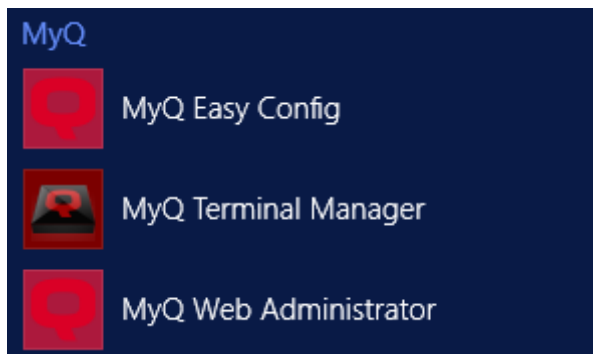 MyQ
MyQ Easy Config
MyQ Terminal Manager
MyQ Web Administrator